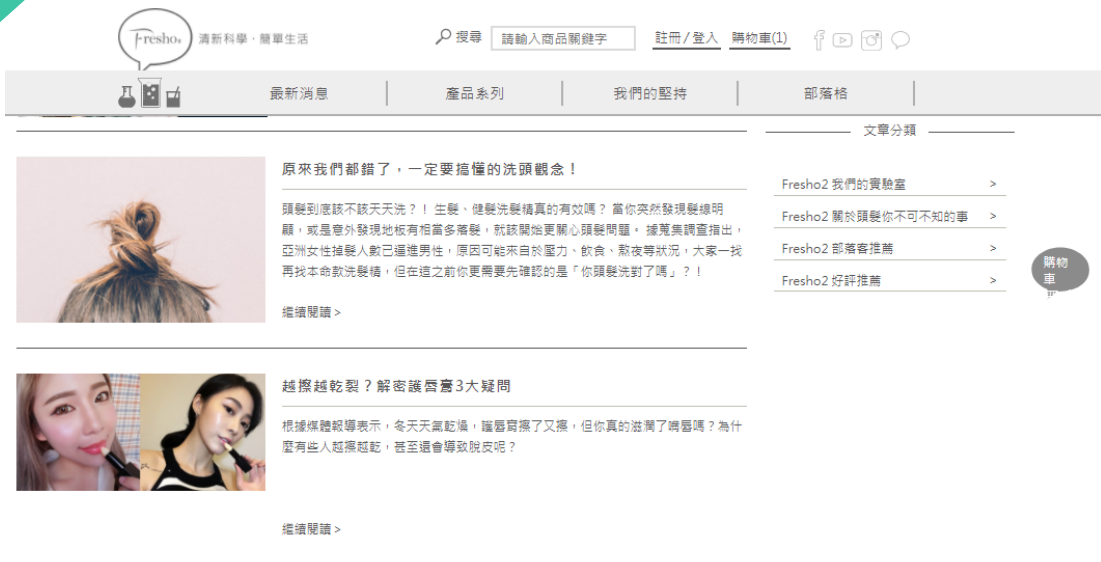 Fresho2
清新科學·簡單生活
搜尋
請輸入商品關鍵字
註冊/登入
購物車(1)
最新消息
產品系列
我們的堅持
部落格
文章分類
原來我們都錯了，一定要搞懂的洗頭觀念！
頭髮到底該不該天天洗？！ 生髮、健髮洗髮精真的有效嗎？ 當你突然發現髮線明
顯，或是意外發現地板有相當多落髮，就該開始更關心頭髮問題。 據蒐集調查指出，
亞洲女性掉髮人數已逼進男性，原因可能來自於壓力、飲食、熬夜等狀況，大家一找
再找本命款洗髮精，但在這之前你更需要先確認的是「你頭髮洗對了嗎」？！
繼續閱讀 >
Fresho2 我們的實驗室 >
Fresho2 關於頭髮你不可不知的事 >
Fresho2 部落客推薦 >
Fresho2 好評推薦 >
購物
車
越擦越乾裂？解密護唇膏3大疑問
根據媒體報導表示，冬天天氣乾燥，護唇膏擦了又擦，但你真的滋潤了嘴唇嗎？為什
麼有些人越擦越乾，甚至還會導致脫皮呢？
繼續閱讀 >